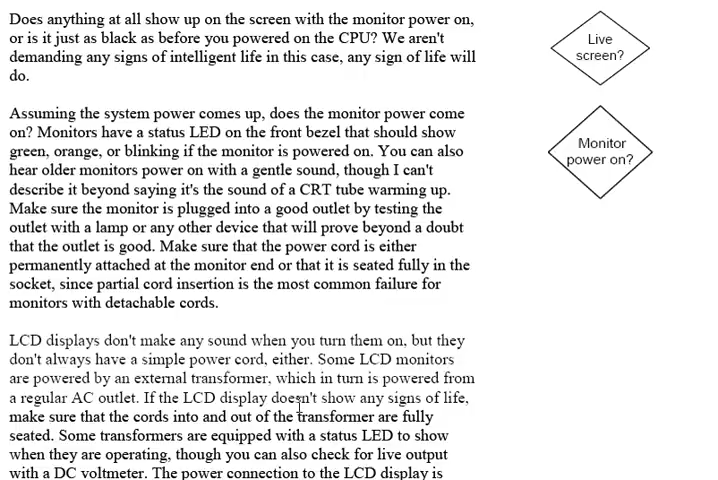 Does anything at all show up on the screen with the monitor power on,
or is it just as black as before you powered on the CPU? We aren't
demanding any signs of intelligent life in this case, any sign of life will
do.
Live
screen?
Assuming the system power comes up, does the monitor power come
on? Monitors have a status LED on the front bezel that should show
green, orange, or blinking if the monitor is powered on. You can also
hear older monitors power on with a gentle sound, though I can't
describe it beyond saying it's the sound of a CRT tube warming up.
Make sure the monitor is plugged into a good outlet by testing the
outlet with a lamp or any other device that will prove beyond a doubt
that the outlet is good. Make sure that the power cord is either
permanently attached at the monitor end or that it is seated fully in the
socket, since partial cord insertion is the most common failure for
monitors with detachable cords.
Monitor
power on?
LCD displays don't make any sound when you turn them on, but they
don't always have a simple power cord, either. Some LCD monitors
are powered by an external transformer, which in turn is powered from
a regular AC outlet. If the LCD display doesn't show any signs of life,
make sure that the cords into and out of the transformer are fully
seated. Some transformers are equipped with a status LED to show
when they are operating, though you can also check for live output
with a DC voltmeter. The power connection to the LCD display is